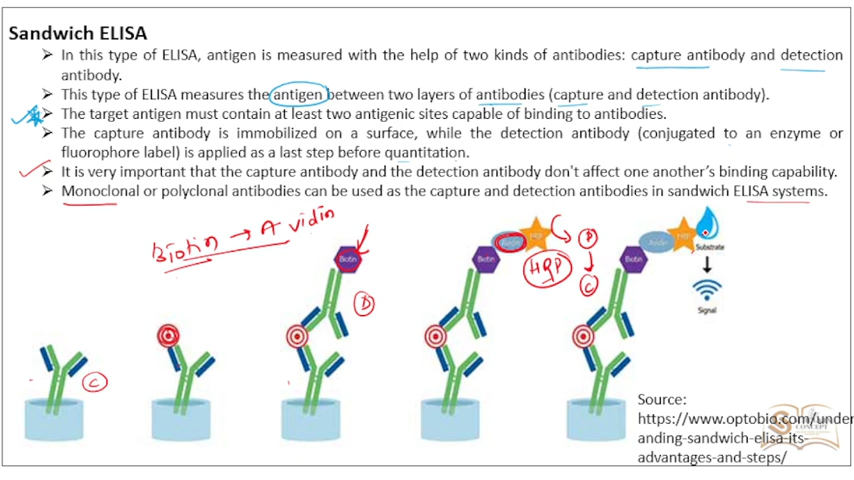 Sandwich ELISA
➢ In this type of ELISA, antigen is measured with the help of two kinds of antibodies: capture antibody and detection
antibody.
➢ This type of ELISA measures the antigen between two layers of antibodies (capture and detection antibody).
➢ The target antigen must contain at least two antigenic sites capable of binding to antibodies.
➢ The capture antibody is immobilized on a surface, while the detection antibody (conjugated to an enzyme or
fluorophore label) is applied as a last step before quantitation.
➢ It is very important that the capture antibody and the detection antibody don't affect one another's binding capability.
➢ Monoclonal or polyclonal antibodies can be used as the capture and detection antibodies in sandwich ELISA systems.
Biotin → Avidin
Biotin
D
Biotin
Avidin
HRP
HRP
P
C
Biotin
Avidin
HRP
Substrate
Signal
C
Source:
https://www.optobio.com/under
anding-sandwich-elisa-its-
advantages-and-steps/
CONCEPT